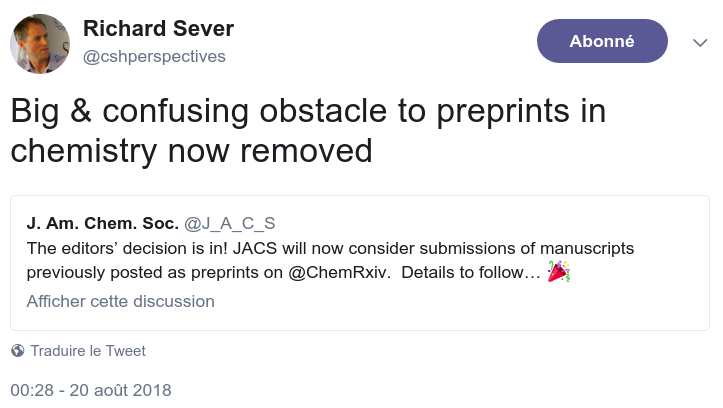 Richard Sever
@cshperspectives
Abonné
Big & confusing obstacle to preprints in
chemistry now removed
J. Am. Chem. Soc. @J_A_C_S
The editors’ decision is in! JACS will now consider submissions of manuscripts
previously posted as preprints on @ChemRxiv.  Details to follow… 🎉
Afficher cette discussion
Traduire le Tweet
00:28 - 20 août 2018